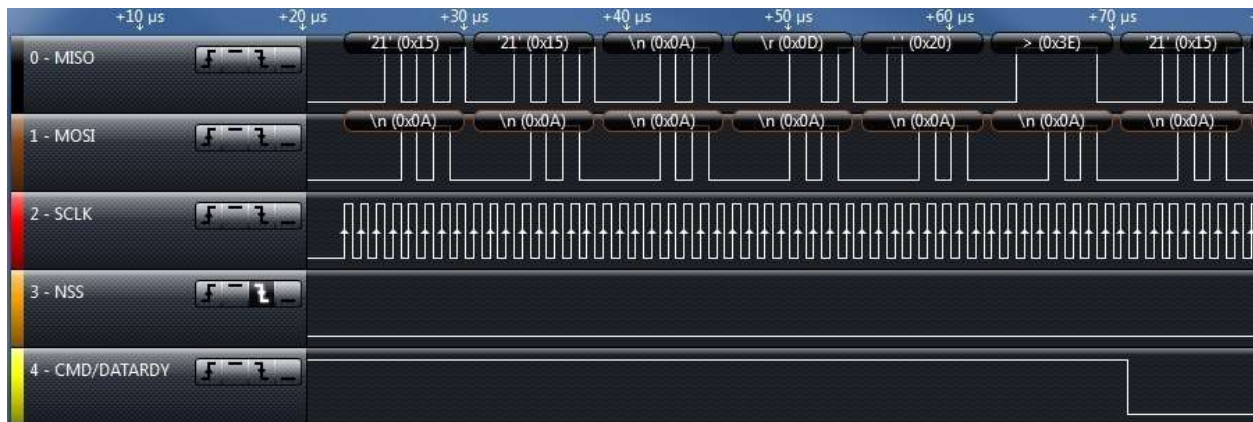 +10 µs +20 µs +30 µs +40 µs +50 µs +60 µs +70 µs
0 - MISO '21' (0x15) '21' (0x15) \n (0x0A) \r (0x0D) ' ' (0x20) > (0x3E) '21' (0x15)
1 - MOSI \n (0x0A) \n (0x0A) \n (0x0A) \n (0x0A) \n (0x0A) \n (0x0A) \n (0x0A)
2 - SCLK
3 - NSS
4 - CMD/DATARDY